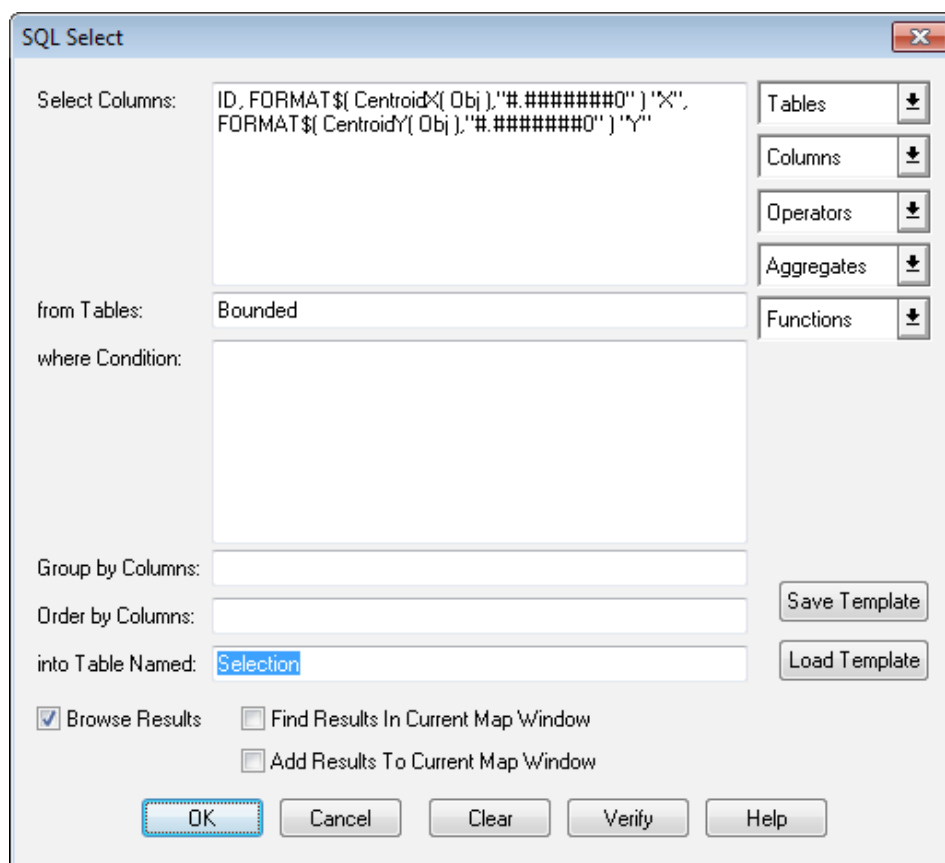 SQL Select
Select Columns:
ID, FORMAT$( CentroidX( Obj ),"#.#######0" ) "X",
FORMAT$( CentroidY( Obj ),"#.#######0" ) "Y"
Tables
Columns
Operators
Aggregates
from Tables:
Bounded
Functions
where Condition:
Group by Columns:
Save Template
Order by Columns:
into Table Named:
Selection
Load Template
Browse Results
Find Results In Current Map Window
Add Results To Current Map Window
OK
Cancel
Clear
Verify
Help